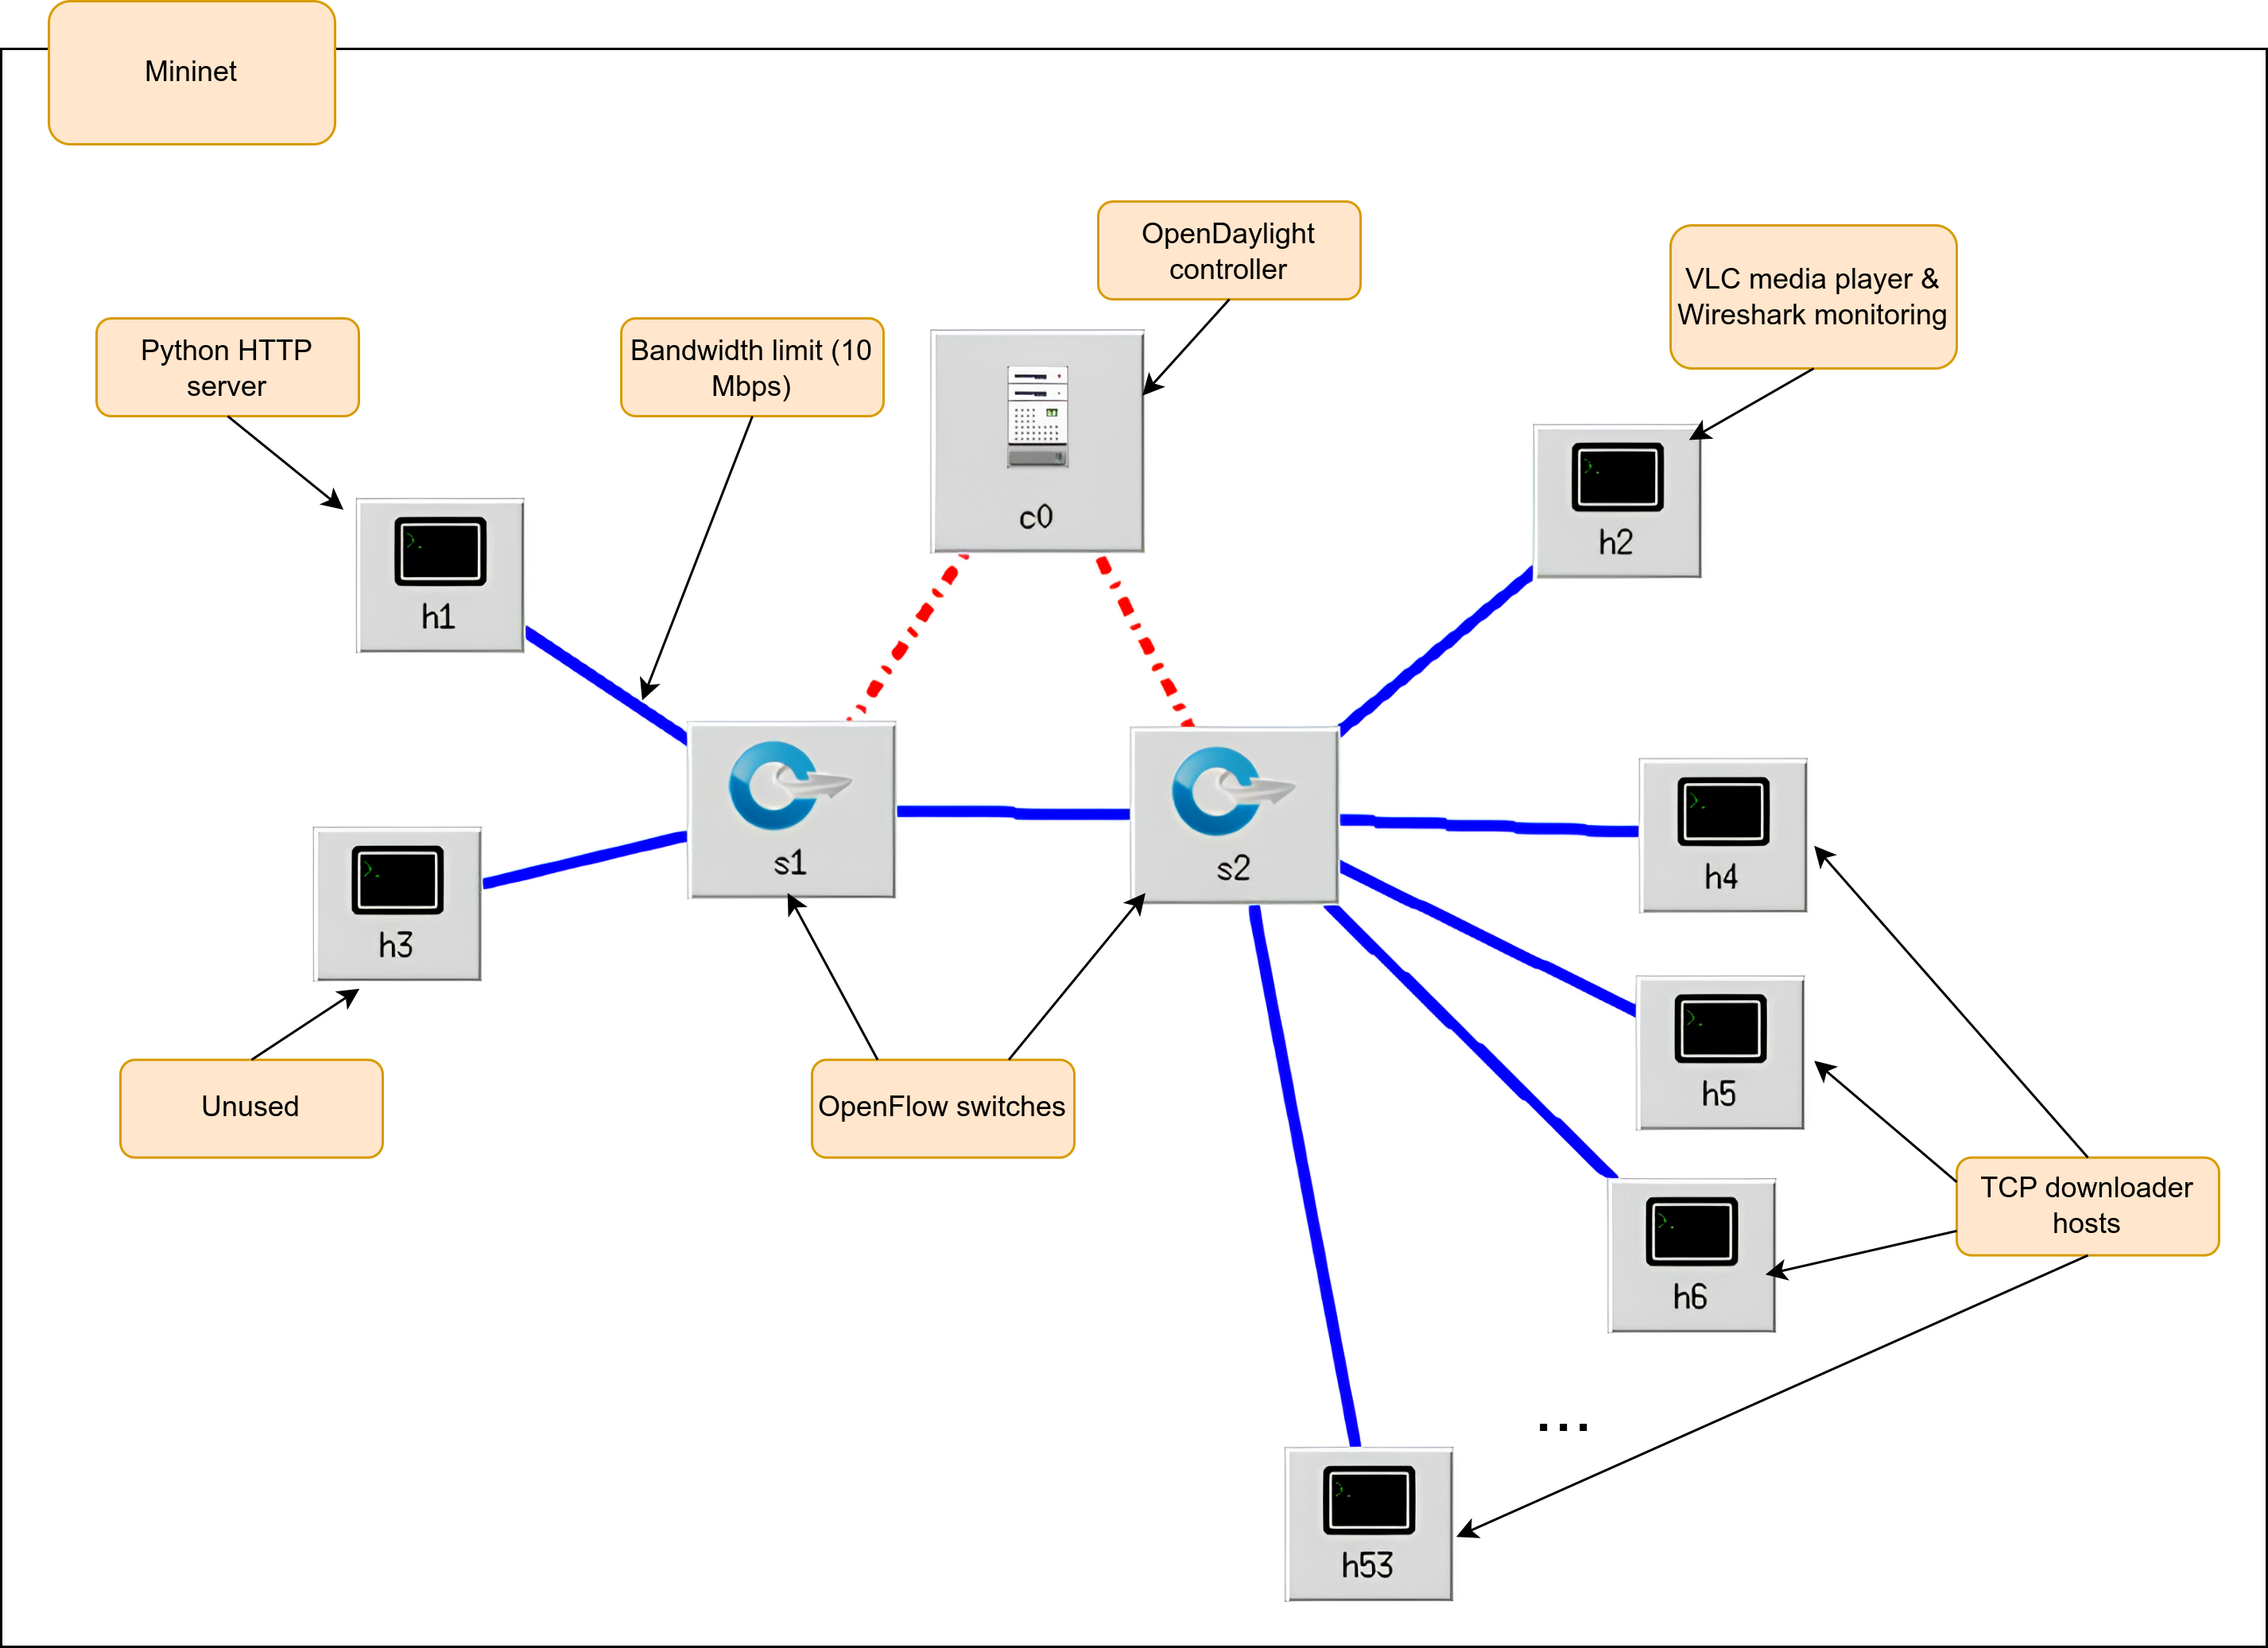 Mininet
OpenDaylight
controller
VLC media player &
Wireshark monitoring
Python HTTP
server
Bandwidth limit (10
Mbps)
c0
h2
h1
s1
s2
h4
h3
h5
Unused
OpenFlow switches
TCP downloader
hosts
h6
...
h53